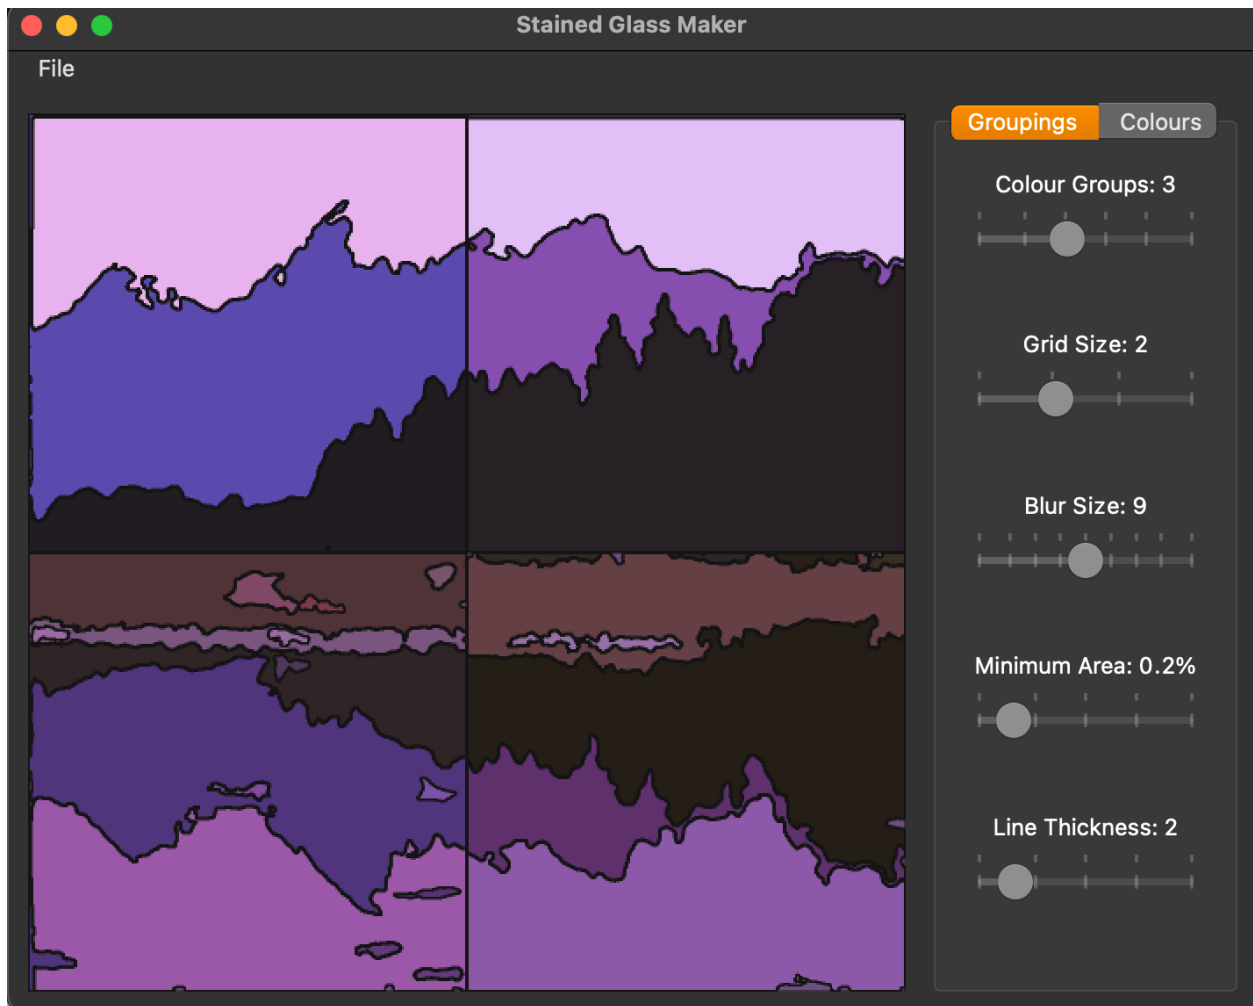 Stained Glass Maker
File
Groupings
Colours
Colour Groups: 3
Grid Size: 2
Blur Size: 9
Minimum Area: 0.2%
Line Thickness: 2